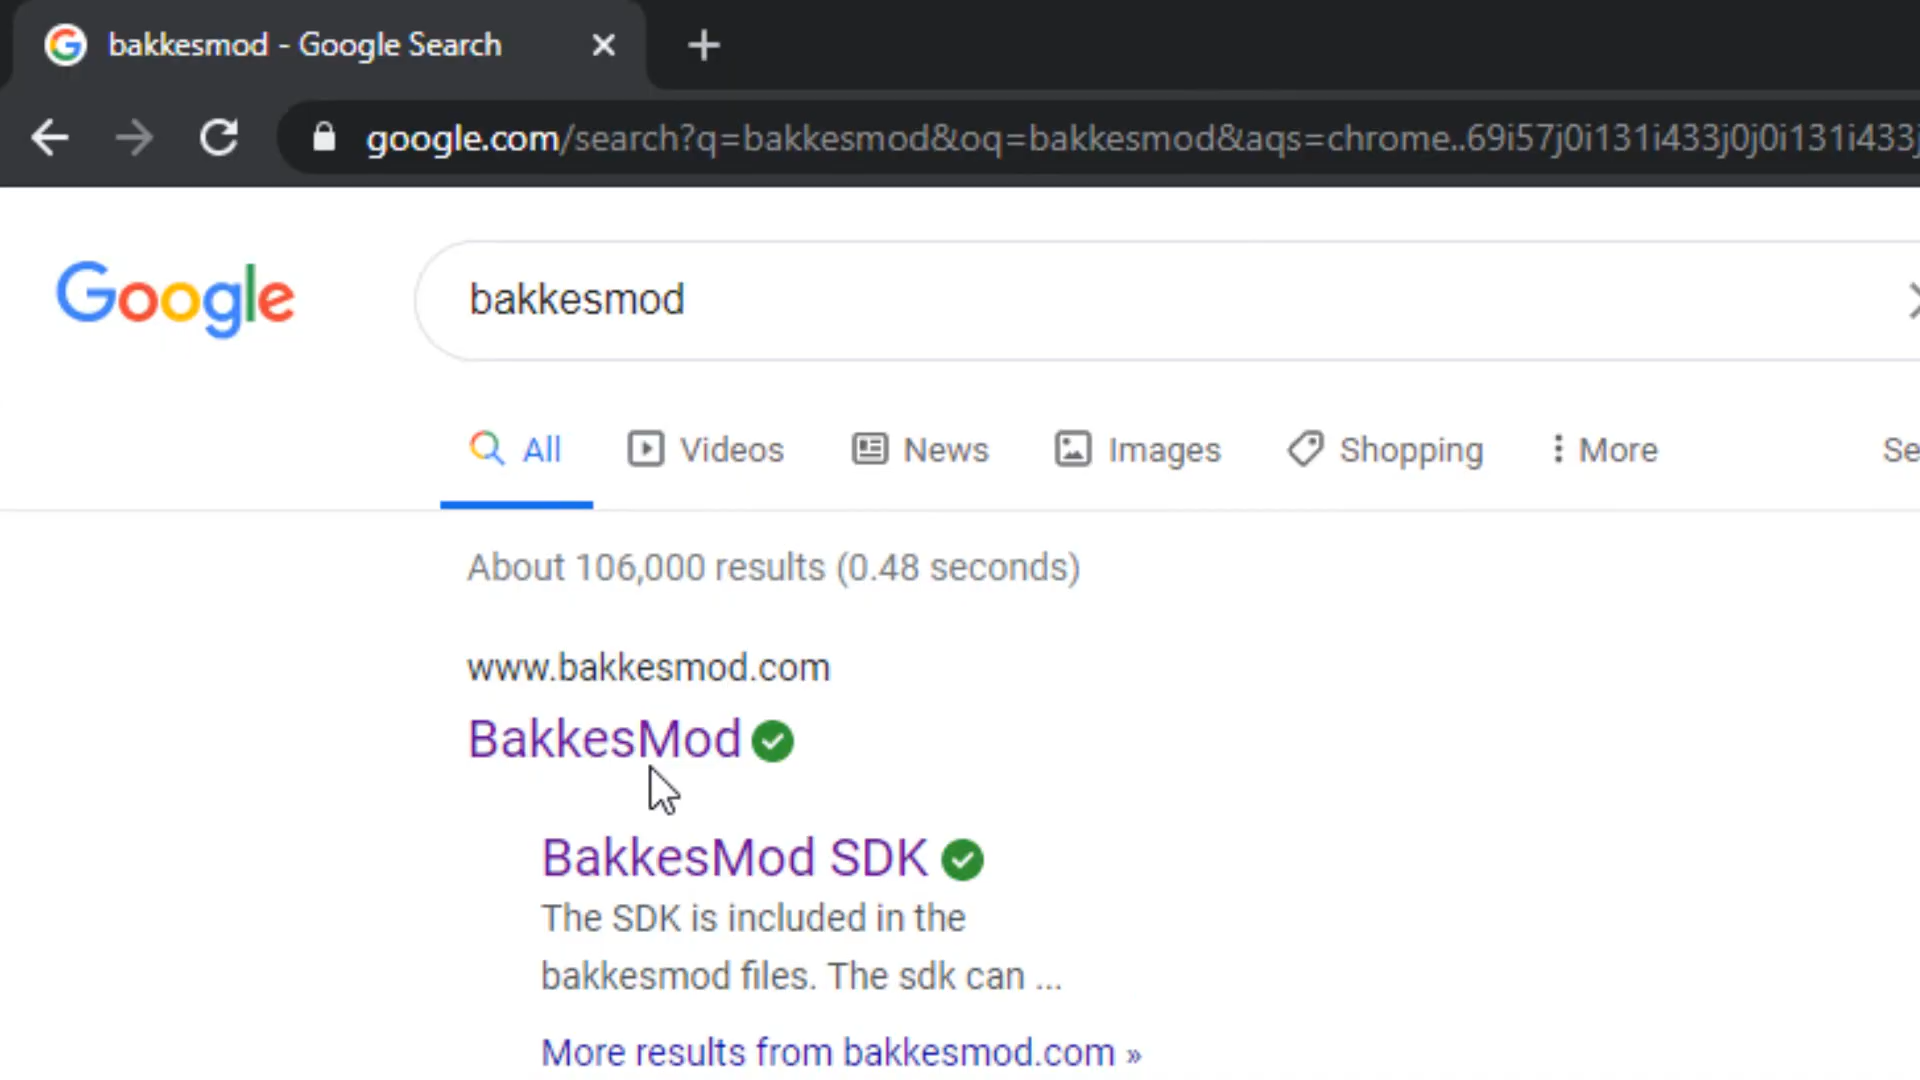 bakkesmod - Google Search
google.com/search?q=bakkesmod&oq=bakkesmod&aqs=chrome..69i57j0i131i433j0j0i131i433j
Google
bakkesmod
All Videos News Images Shopping More Se
About 106,000 results (0.48 seconds)
www.bakkesmod.com
BakkesMod
BakkesMod SDK
The SDK is included in the
bakkesmod files. The sdk can ...
More results from bakkesmod.com »